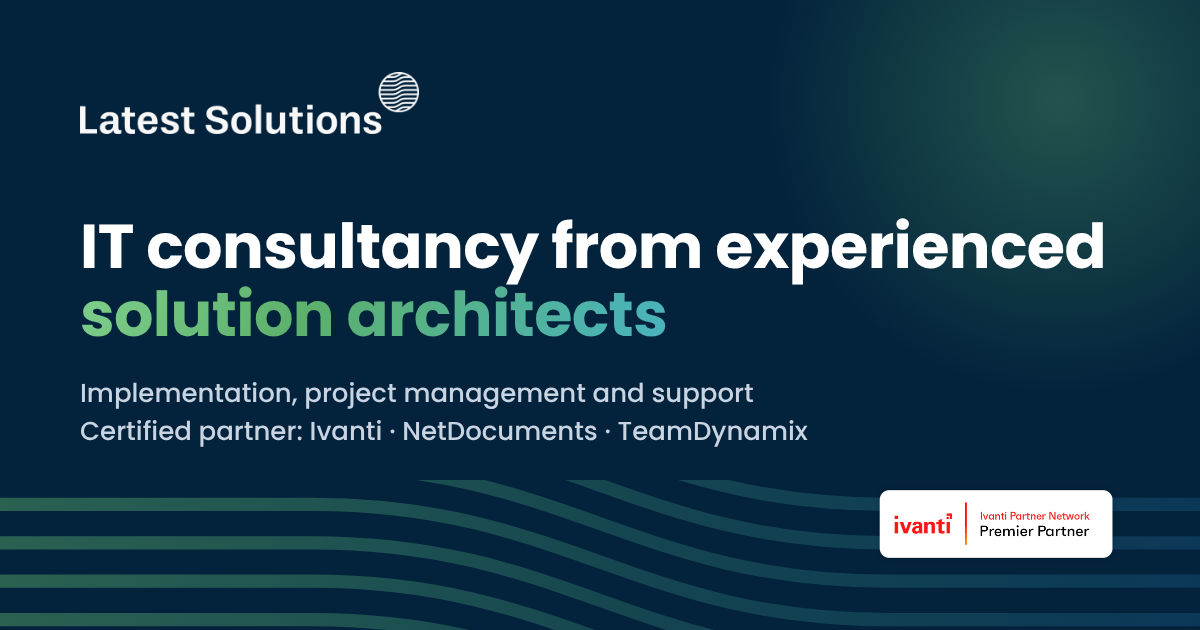 Latest Solutions
IT consultancy from experienced
solution architects
Implementation, project management and support
Certified partner: Ivanti · NetDocuments · TeamDynamix
ivanti
Ivanti Partner Network
Premier Partner